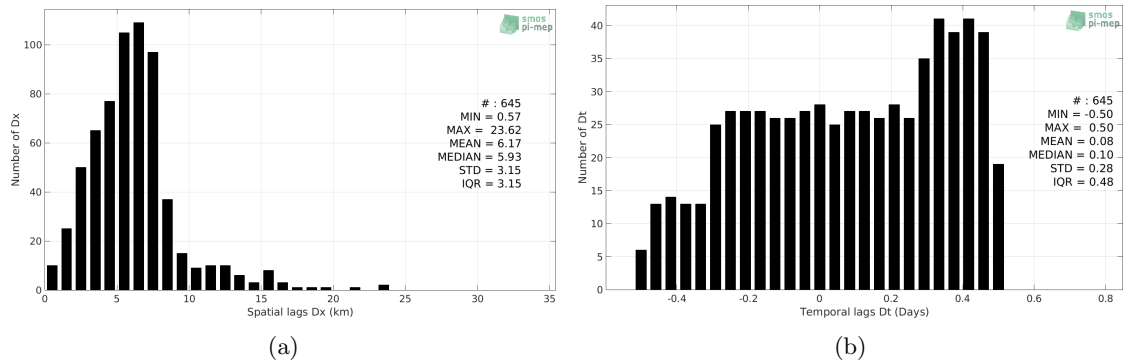 smos
pi-mep
Number of Dx
100
80
60
40
20
0
# : 645
MIN = 0.57
MAX = 23.62
MEAN = 6.17
MEDIAN = 5.93
STD = 3.15
IQR = 3.15
0 5 10 15 20 25 30 35
Spatial lags Dx (km)
(a)
smos
pi-mep
Number of Dt
40
35
30
25
20
15
10
5
0
# : 645
MIN = -0.50
MAX = 0.50
MEAN = 0.08
MEDIAN = 0.10
STD = 0.28
IQR = 0.48
-0.4 -0.2 0 0.2 0.4 0.6 0.8
Temporal lags Dt (Days)
(b)